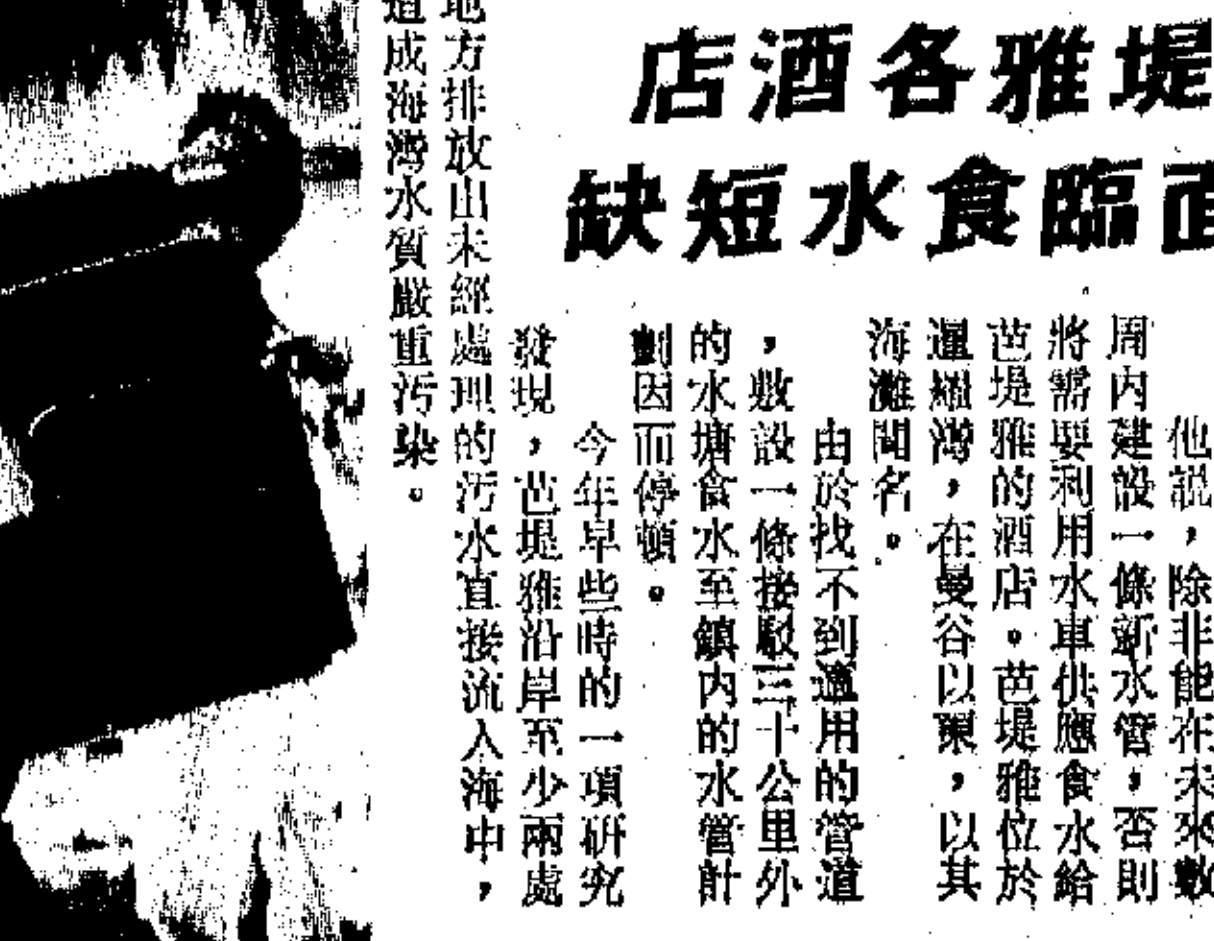 堤雅各酒店
面臨食水短缺
他説，除非能在未來數
周内建設一條新水管，否則
將需要利用水車供應食水給
芭堤雅的酒店。芭堤雅位於
暹羅灣，在曼谷以東，以其
海灘聞名。
由於找不到適用的管道
，敷設一條接駁三十公里外
的水塘食水至鎮内的水管計
劃因而停頓。
今年早些時的一項研究
發現，芭堤雅沿岸至少兩處
地方排放出未經處理的污水直接流入海中，
造成海灣水質嚴重污染。